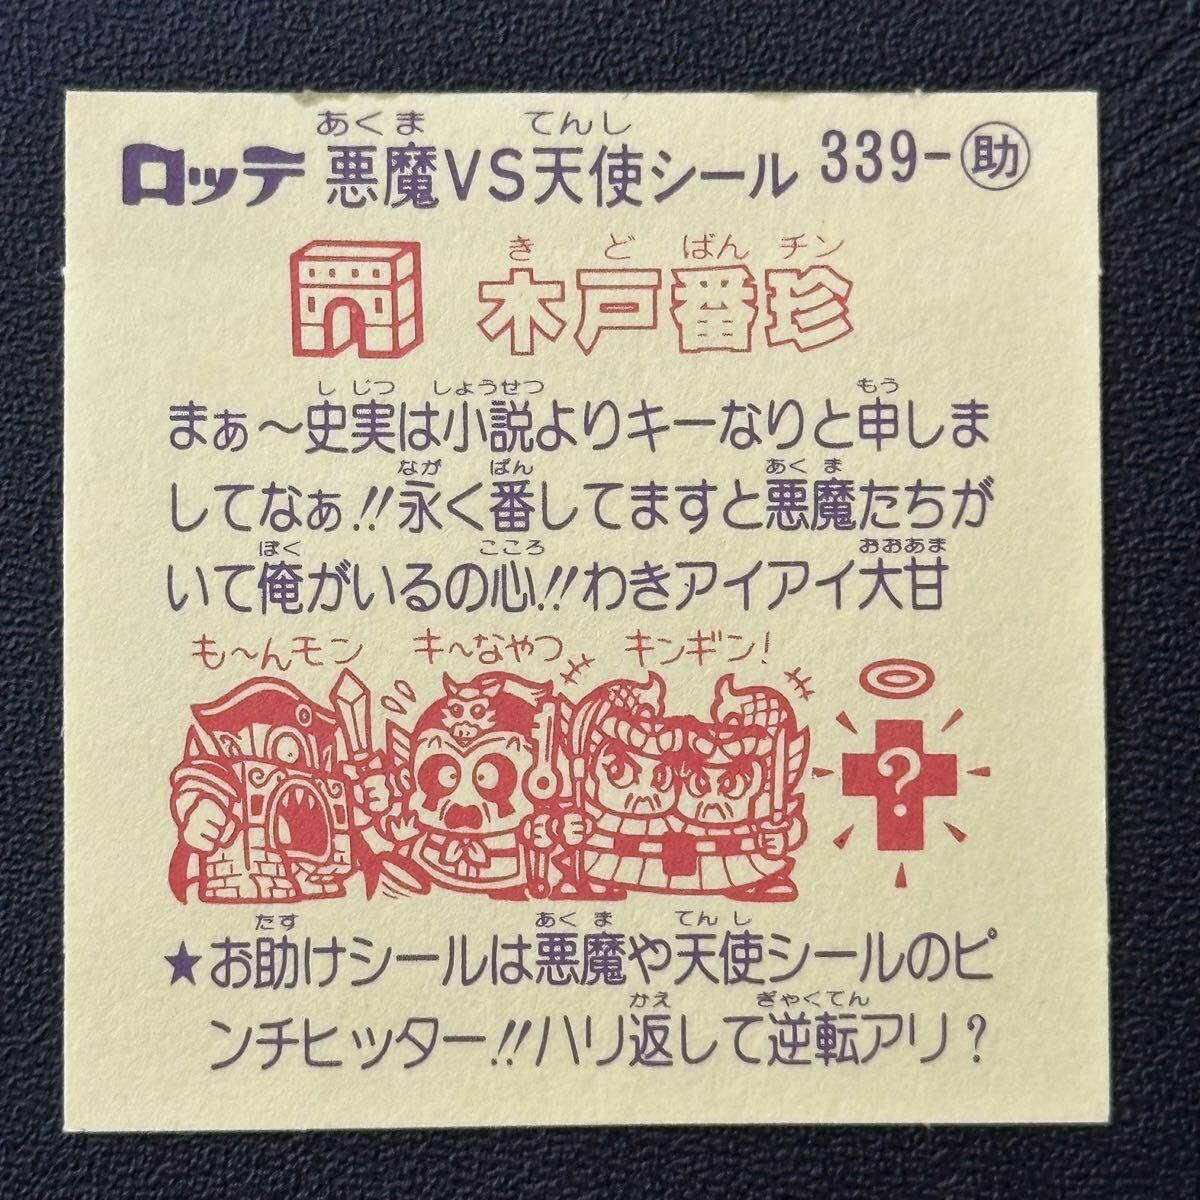 あくま てんし
ロッテ 悪魔VS天使シール 339-助
きどばんチン
木戸番珍
しじつ しょうせつ もう
まぁ〜史実は小説よりキーなりと申しま
なが ばん あくま
してなぁ!!永く番してますと悪魔たちが
ぼく こころ おおあま
いて俺がいるの心!!わきアイアイ大甘
も〜んモン キ〜なやつ キンギン!
?
たす あくま てんし
★お助けシールは悪魔や天使シールのピ
かえ ぎゃくてん
ンチヒッター!!ハリ返して逆転アリ?